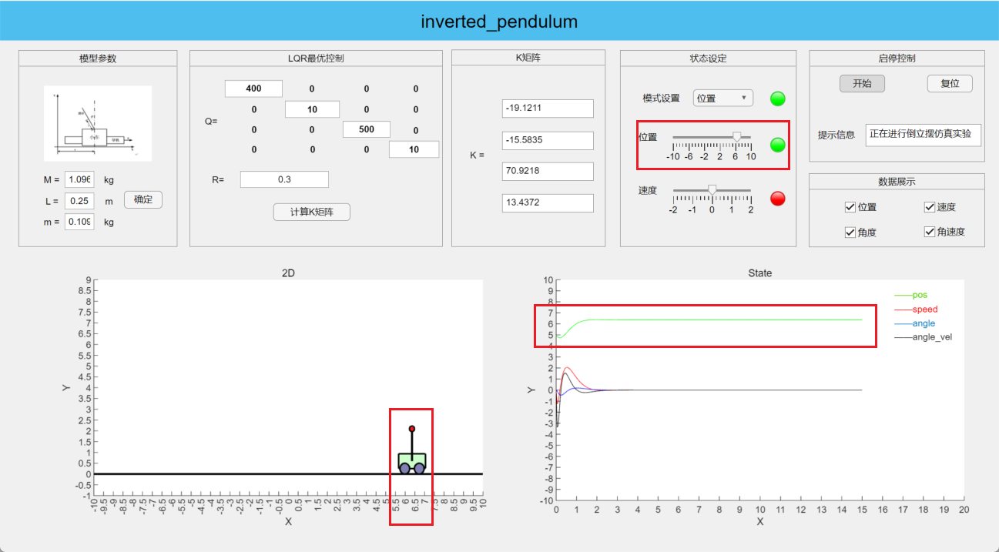 inverted_pendulum
模型参数
小车
导轨
M = 1.096 kg
L = 0.25 m 确定
m = 0.109 kg
LQR最优控制
Q=
400 0 0 0
0 10 0 0
0 0 500 0
0 0 0 10
R= 0.3
计算K矩阵
K矩阵
K =
-19.1211
-15.5835
70.9218
13.4372
状态设定
模式设置 位置
位置
-10 -6 -2 2 6 10
速度
-2 -1 0 1 2
启停控制
开始 复位
提示信息 正在进行倒立摆仿真实验
数据展示
位置 速度
角度 角速度
2D
Y
9
8.5
8
7.5
7
6.5
6
5.5
5
4.5
4
3.5
3
2.5
2
1.5
1
0.5
0
-0.5
-1
-10 -9.5 -9 -8.5 -8 -7.5 -7 -6.5 -6 -5.5 -5 -4.5 -4 -3.5 -3 -2.5 -2 -1.5 -1 -0.5 0 0.5 1 1.5 2 2.5 3 3.5 4 4.5 5 5.5 6 6.5 7 7.5 8 8.5 9 9.5 10
X
State
Y
10
9
8
7
6
5
4
3
2
1
0
-1
-2
-3
-4
-5
-6
-7
-8
-9
-10
0 1 2 3 4 5 6 7 8 9 10 11 12 13 14 15 16 17 18 19 20
X
pos
speed
angle
angle_vel